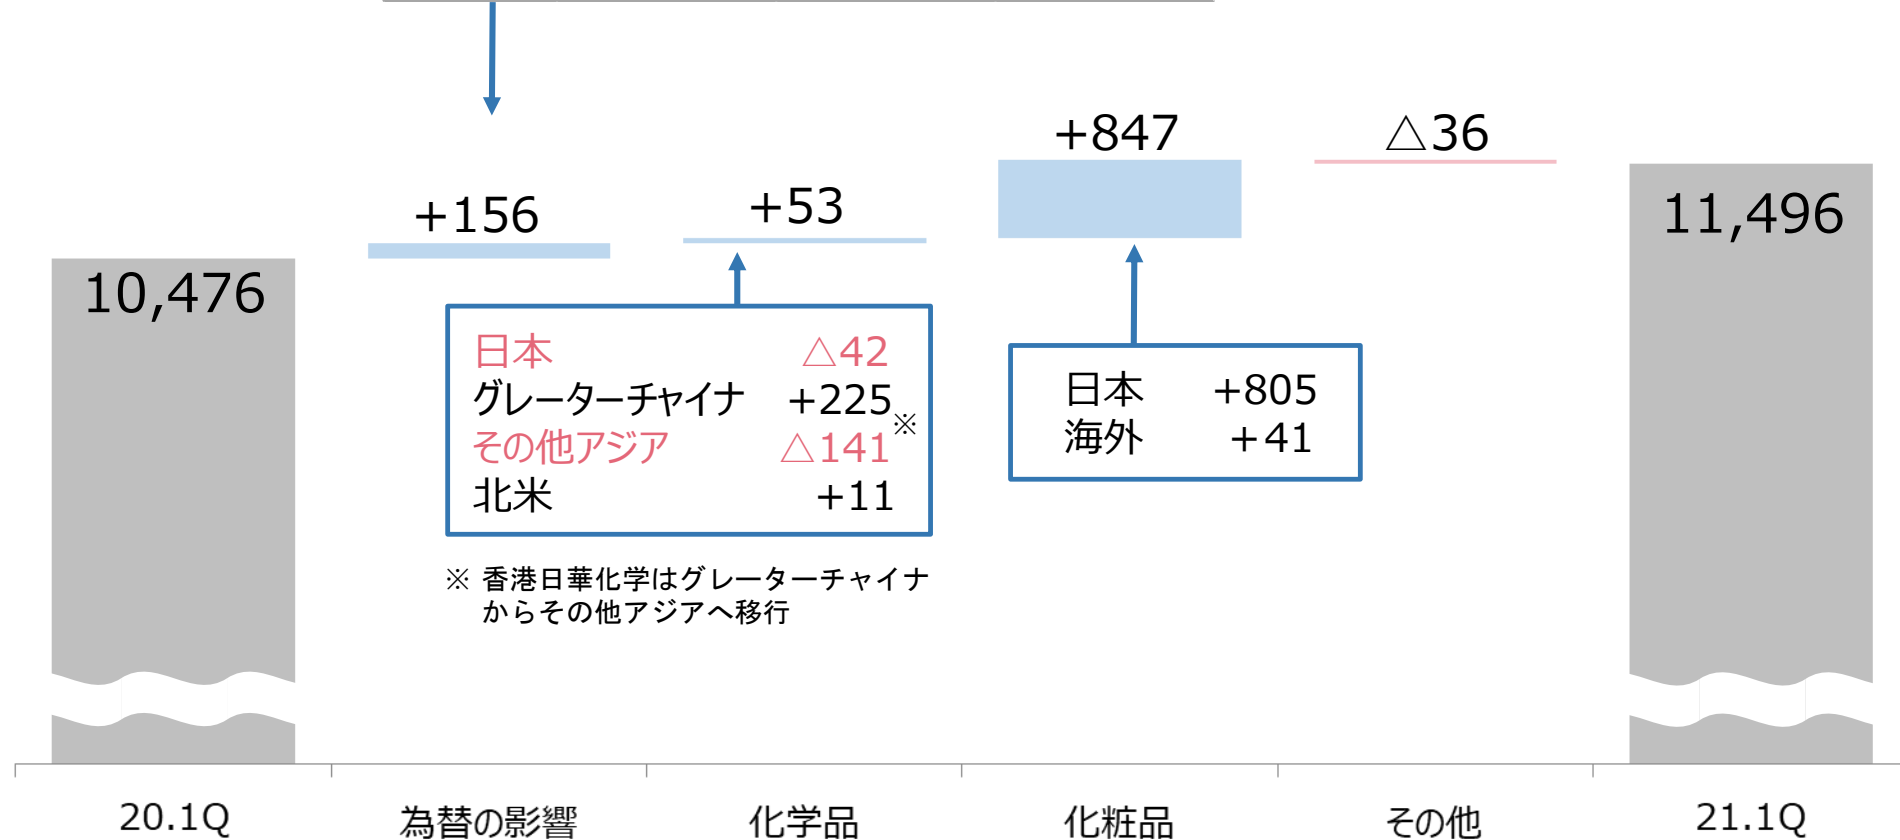 +847
△36
+156
+53
11,496
10,476
日本 △42
グレーターチャイナ +225
※
その他アジア △141
北米 +11
日本 +805
海外 +41
※ 香港日華化学はグレーターチャイナ
からその他アジアへ移行
20.1Q 為替の影響 化学品 化粧品 その他 21.1Q